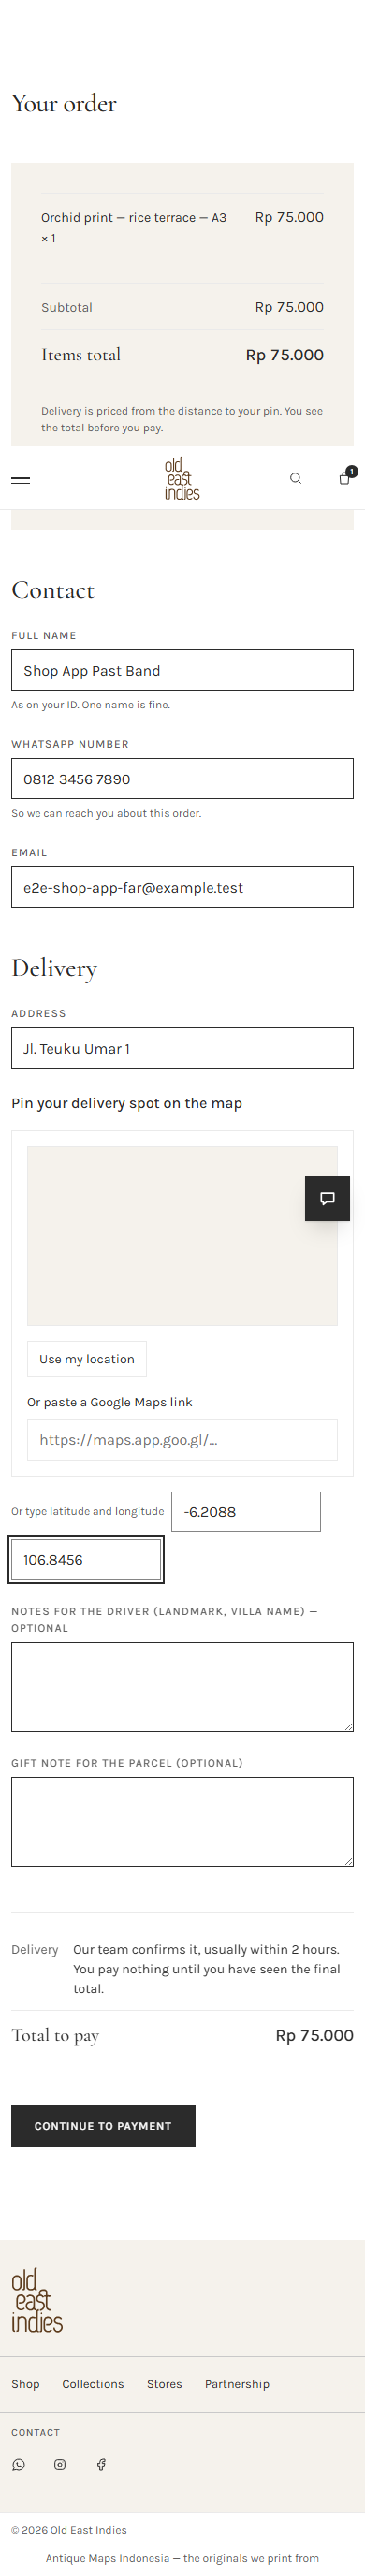 Your order
Orchid print — rice terrace — A3
× 1
Rp 75.000
Subtotal
Rp 75.000
Items total
Rp 75.000
Delivery is priced from the distance to your pin. You see
the total before you pay.
old
east
indies
1
Contact
FULL NAME
Shop App Past Band
As on your ID. One name is fine.
WHATSAPP NUMBER
0812 3456 7890
So we can reach you about this order.
EMAIL
e2e-shop-app-far@example.test
Delivery
ADDRESS
Jl. Teuku Umar 1
Pin your delivery spot on the map
Use my location
Or paste a Google Maps link
https://maps.app.goo.gl/...
Or type latitude and longitude
-6.2088
106.8456
NOTES FOR THE DRIVER (LANDMARK, VILLA NAME) —
OPTIONAL
GIFT NOTE FOR THE PARCEL (OPTIONAL)
Delivery
Our team confirms it, usually within 2 hours.
You pay nothing until you have seen the final
total.
Total to pay
Rp 75.000
CONTINUE TO PAYMENT
old
east
indies
Shop
Collections
Stores
Partnership
CONTACT
© 2026 Old East Indies
Antique Maps Indonesia — the originals we print from